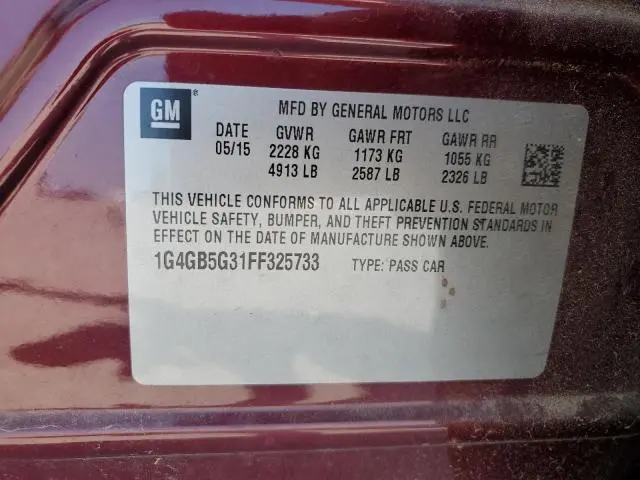 GM ®
MFD BY GENERAL MOTORS LLC
DATE GVWR GAWR FRT GAWR RR
05/15 2228 KG 1173 KG 1055 KG
4913 LB 2587 LB 2326 LB
THIS VEHICLE CONFORMS TO ALL APPLICABLE U.S. FEDERAL MOTOR
VEHICLE SAFETY, BUMPER, AND THEFT PREVENTION STANDARDS IN
EFFECT ON THE DATE OF MANUFACTURE SHOWN ABOVE.
1G4GB5G31FF325733 TYPE: PASS CAR